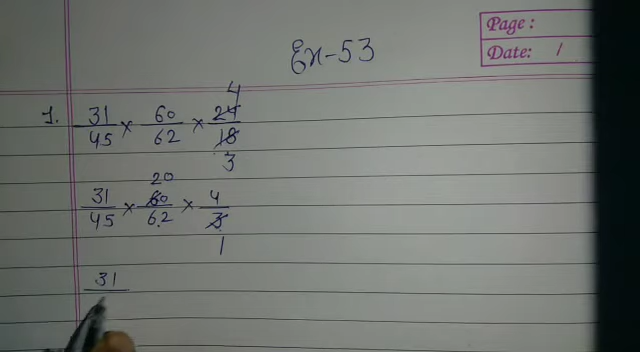 Page :
Date: /
Ex-53
4
1. 31/45 × 60/62 × 24/18
3
20
31/45 × 60/62 × 4/3
1
31